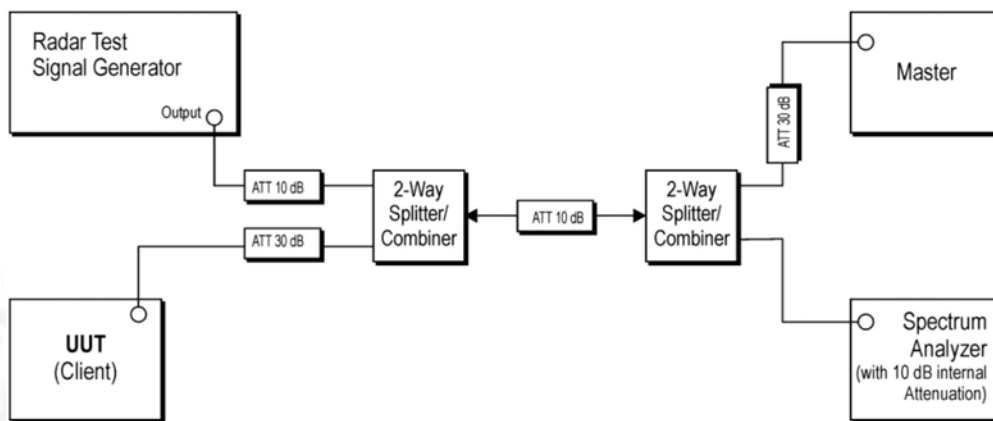 Radar Test
Signal Generator
Output
ATT 10 dB
ATT 30 dB
UUT
(Client)
2-Way
Splitter/
Combiner
ATT 10 dB
2-Way
Splitter/
Combiner
ATT 30 dB
Master
Spectrum
Analyzer
(with 10 dB internal
Attenuation)